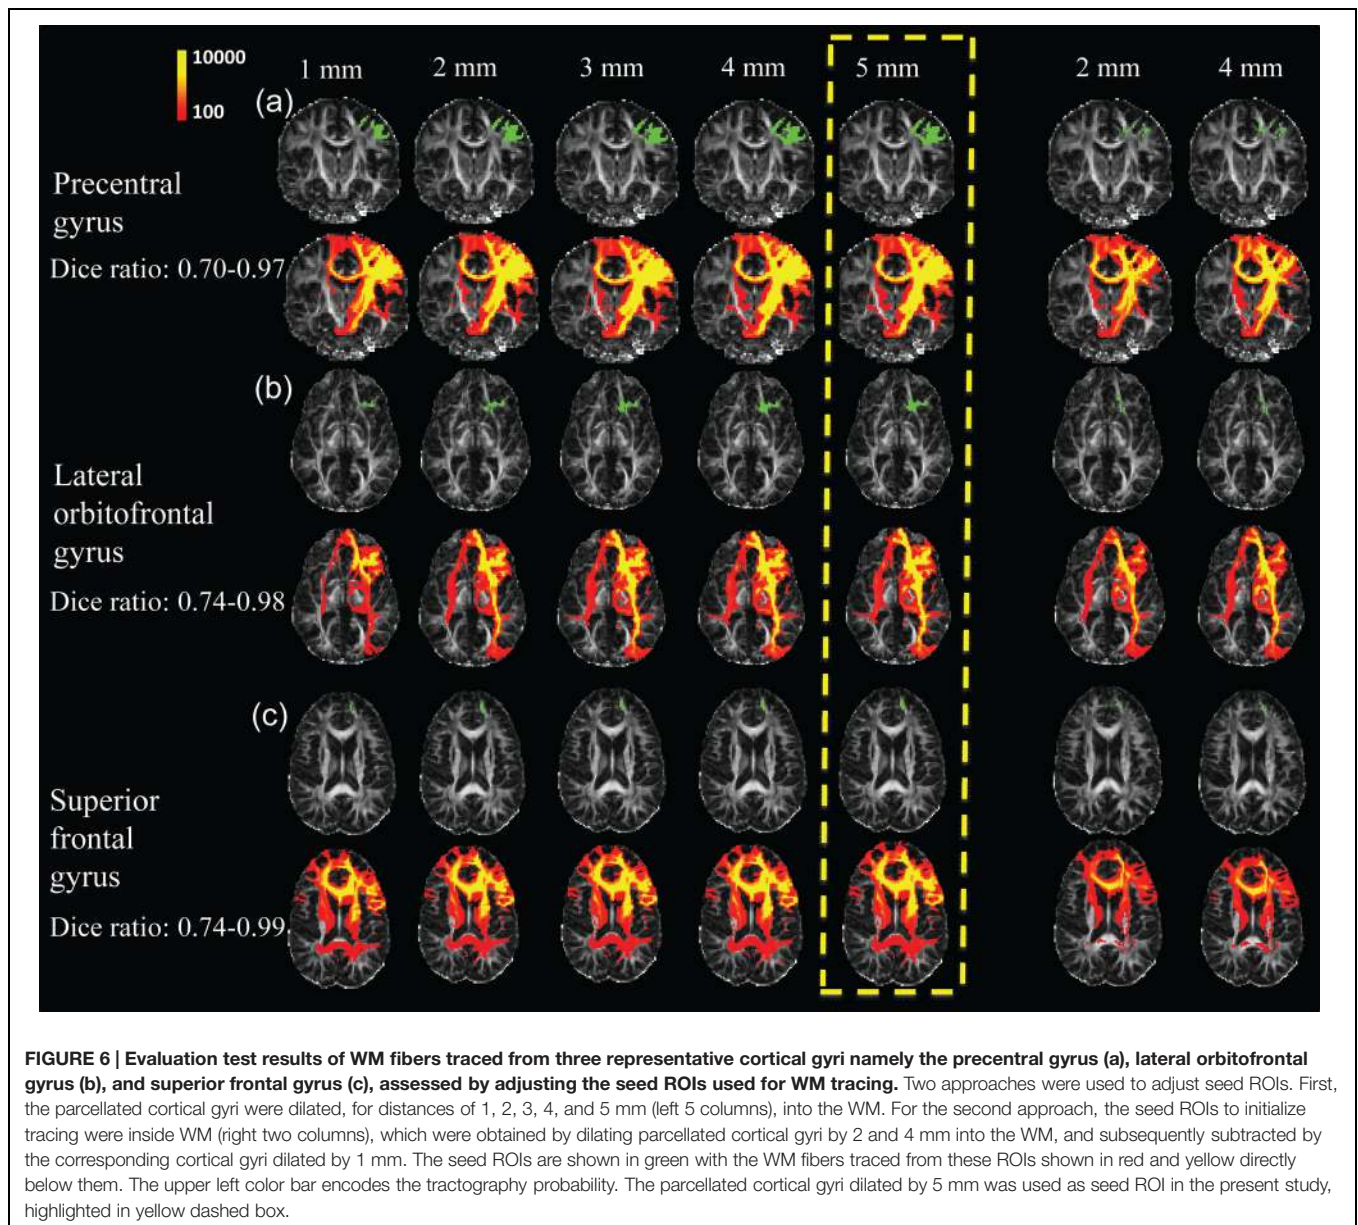 10000
100
1 mm
2 mm
3 mm
4 mm
5 mm
2 mm
4 mm
(a)
Precentral
gyrus
Dice ratio: 0.70-0.97
(b)
Lateral
orbitofrontal
gyrus
Dice ratio: 0.74-0.98
(c)
Superior
frontal
gyrus
Dice ratio: 0.74-0.99
FIGURE 6 | Evaluation test results of WM fibers traced from three representative cortical gyri namely the precentral gyrus (a), lateral orbitofrontal
gyrus (b), and superior frontal gyrus (c), assessed by adjusting the seed ROIs used for WM tracing. Two approaches were used to adjust seed ROIs. First,
the parcellated cortical gyri were dilated, for distances of 1, 2, 3, 4, and 5 mm (left 5 columns), into the WM. For the second approach, the seed ROIs to initialize
tracing were inside WM (right two columns), which were obtained by dilating parcellated cortical gyri by 2 and 4 mm into the WM, and subsequently subtracted by
the corresponding cortical gyri dilated by 1 mm. The seed ROIs are shown in green with the WM fibers traced from these ROIs shown in red and yellow directly
below them. The upper left color bar encodes the tractography probability. The parcellated cortical gyri dilated by 5 mm was used as seed ROI in the present study,
highlighted in yellow dashed box.